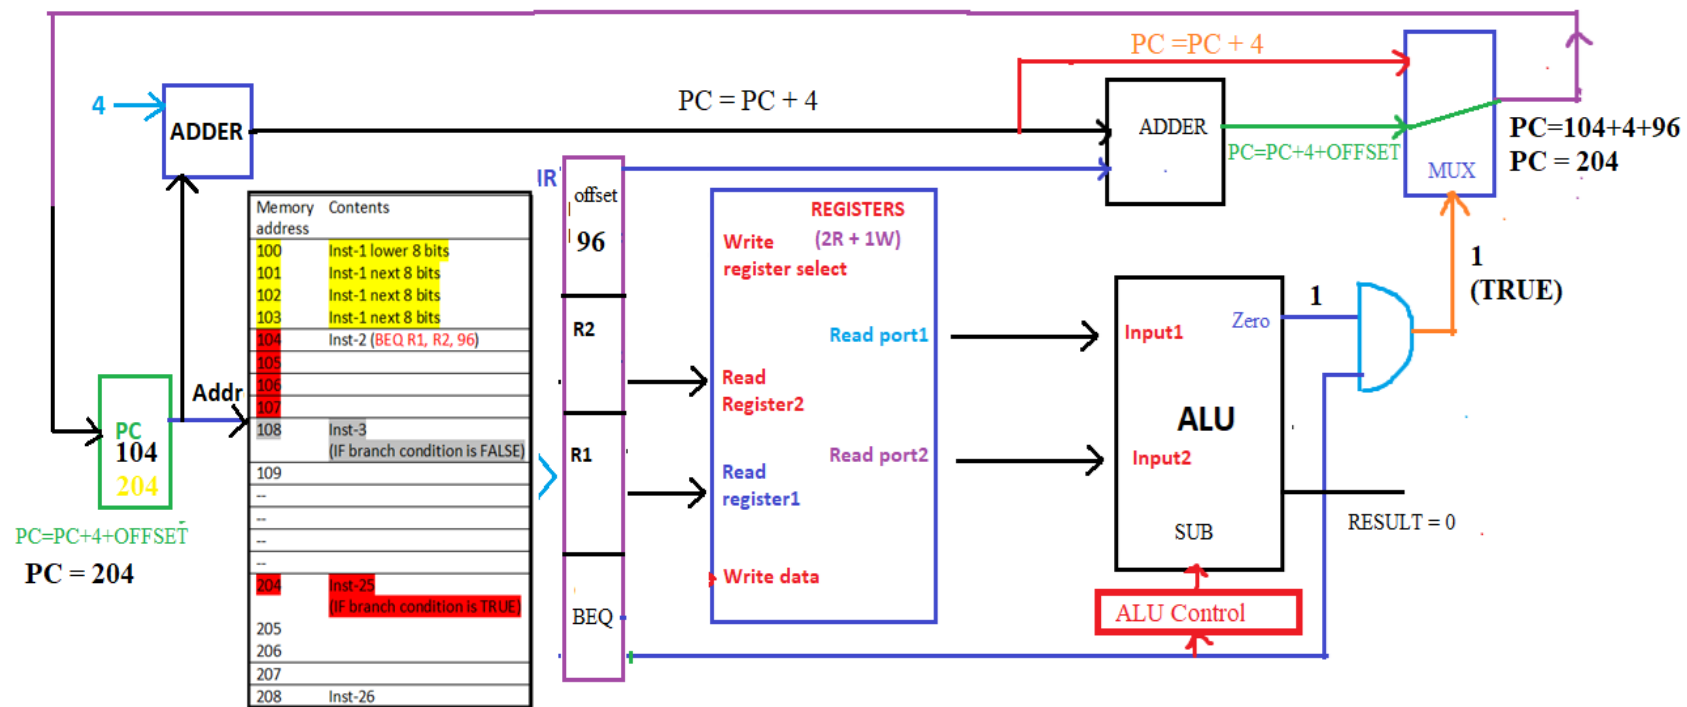 PC =PC + 4
4
ADDER
PC = PC + 4
ADDER
PC=PC+4+OFFSET
MUX
PC=104+4+96
PC = 204
Memory address Contents
100 Inst-1 lower 8 bits
101 Inst-1 next 8 bits
102 Inst-1 next 8 bits
103 Inst-1 next 8 bits
104 Inst-2 (BEQ R1, R2, 96)
105
106
107
108 Inst-3
(IF branch condition is FALSE)
109
--
--
--
--
204 Inst-25
(IF branch condition is TRUE)
205
206
207
208 Inst-26
Addr
PC
104
204
PC=PC+4+OFFSET
PC = 204
IR
offset
96
R2
R1
BEQ
REGISTERS
(2R + 1W)
Write
register select
Read port1
Read
Register2
Read port2
Read
register1
Write data
Input1
Zero
ALU
Input2
SUB
1
1
(TRUE)
RESULT = 0
ALU Control